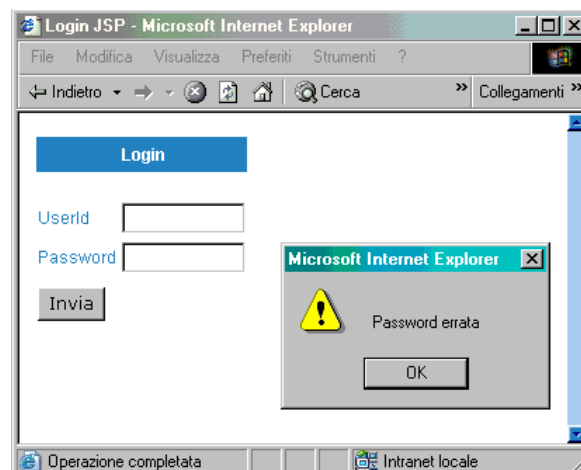 Login JSP - Microsoft Internet Explorer
File Modifica Visualizza Preferiti Strumenti ?
Indietro Cerca » Collegamenti »
Login
UserId
Password
Invia
Microsoft Internet Explorer
Password errata
OK
Operazione completata Intranet locale